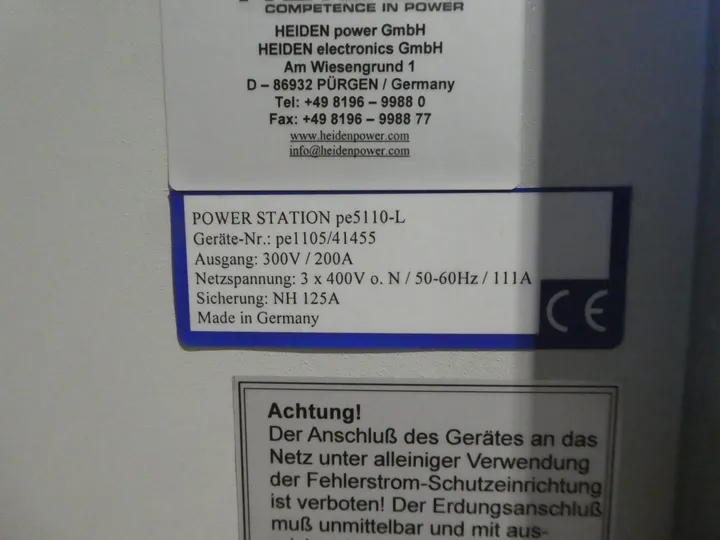 COMPETENCE IN POWER
HEIDEN power GmbH
HEIDEN electronics GmbH
Am Wiesengrund 1
D – 86932 PÜRGEN / Germany
Tel: +49 8196 – 9988 0
Fax: +49 8196 – 9988 77
www.heidenpower.com
info@heidenpower.com
POWER STATION pe5110-L
Geräte-Nr.: pe1105/41455
Ausgang: 300V / 200A
Netzspannung: 3 x 400V o. N / 50-60Hz / 111A
Sicherung: NH 125A
Made in Germany
CE
Achtung!
Der Anschluß des Gerätes an das
Netz unter alleiniger Verwendung
der Fehlerstrom-Schutzeinrichtung
ist verboten! Der Erdungsanschluß
muß unmittelbar und mit aus-